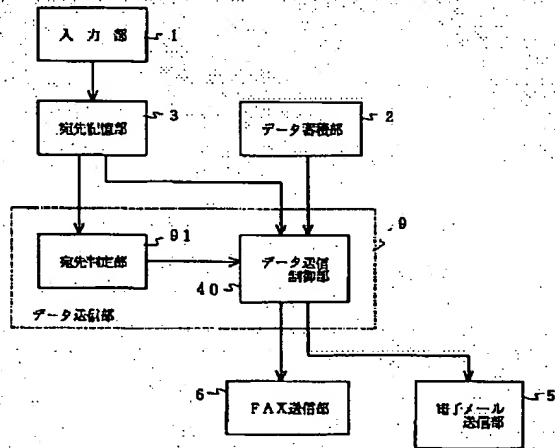 入力部
1
宛先記憶部
3
データ蓄積部
2
9
宛先判定部
91
データ送信
制御部
40
データ送信部
FAX送信部
6
電子メール
送信部
5